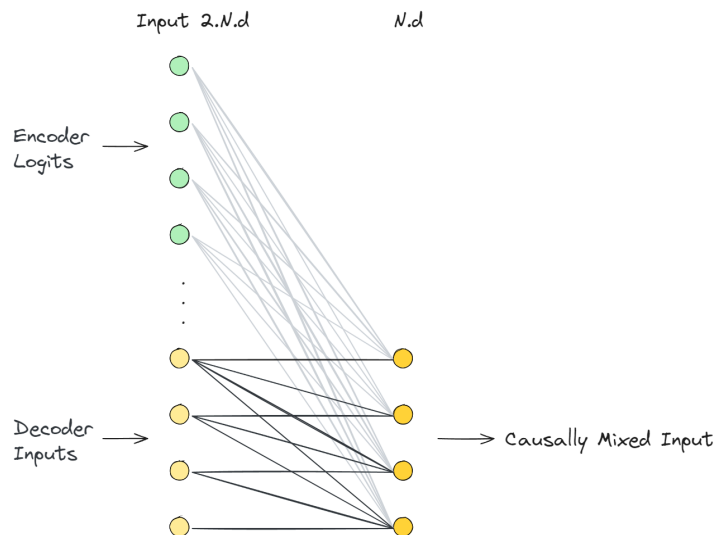 Input 2.N.d
N.d
Encoder
Logits
Decoder
Inputs
Causally Mixed Input